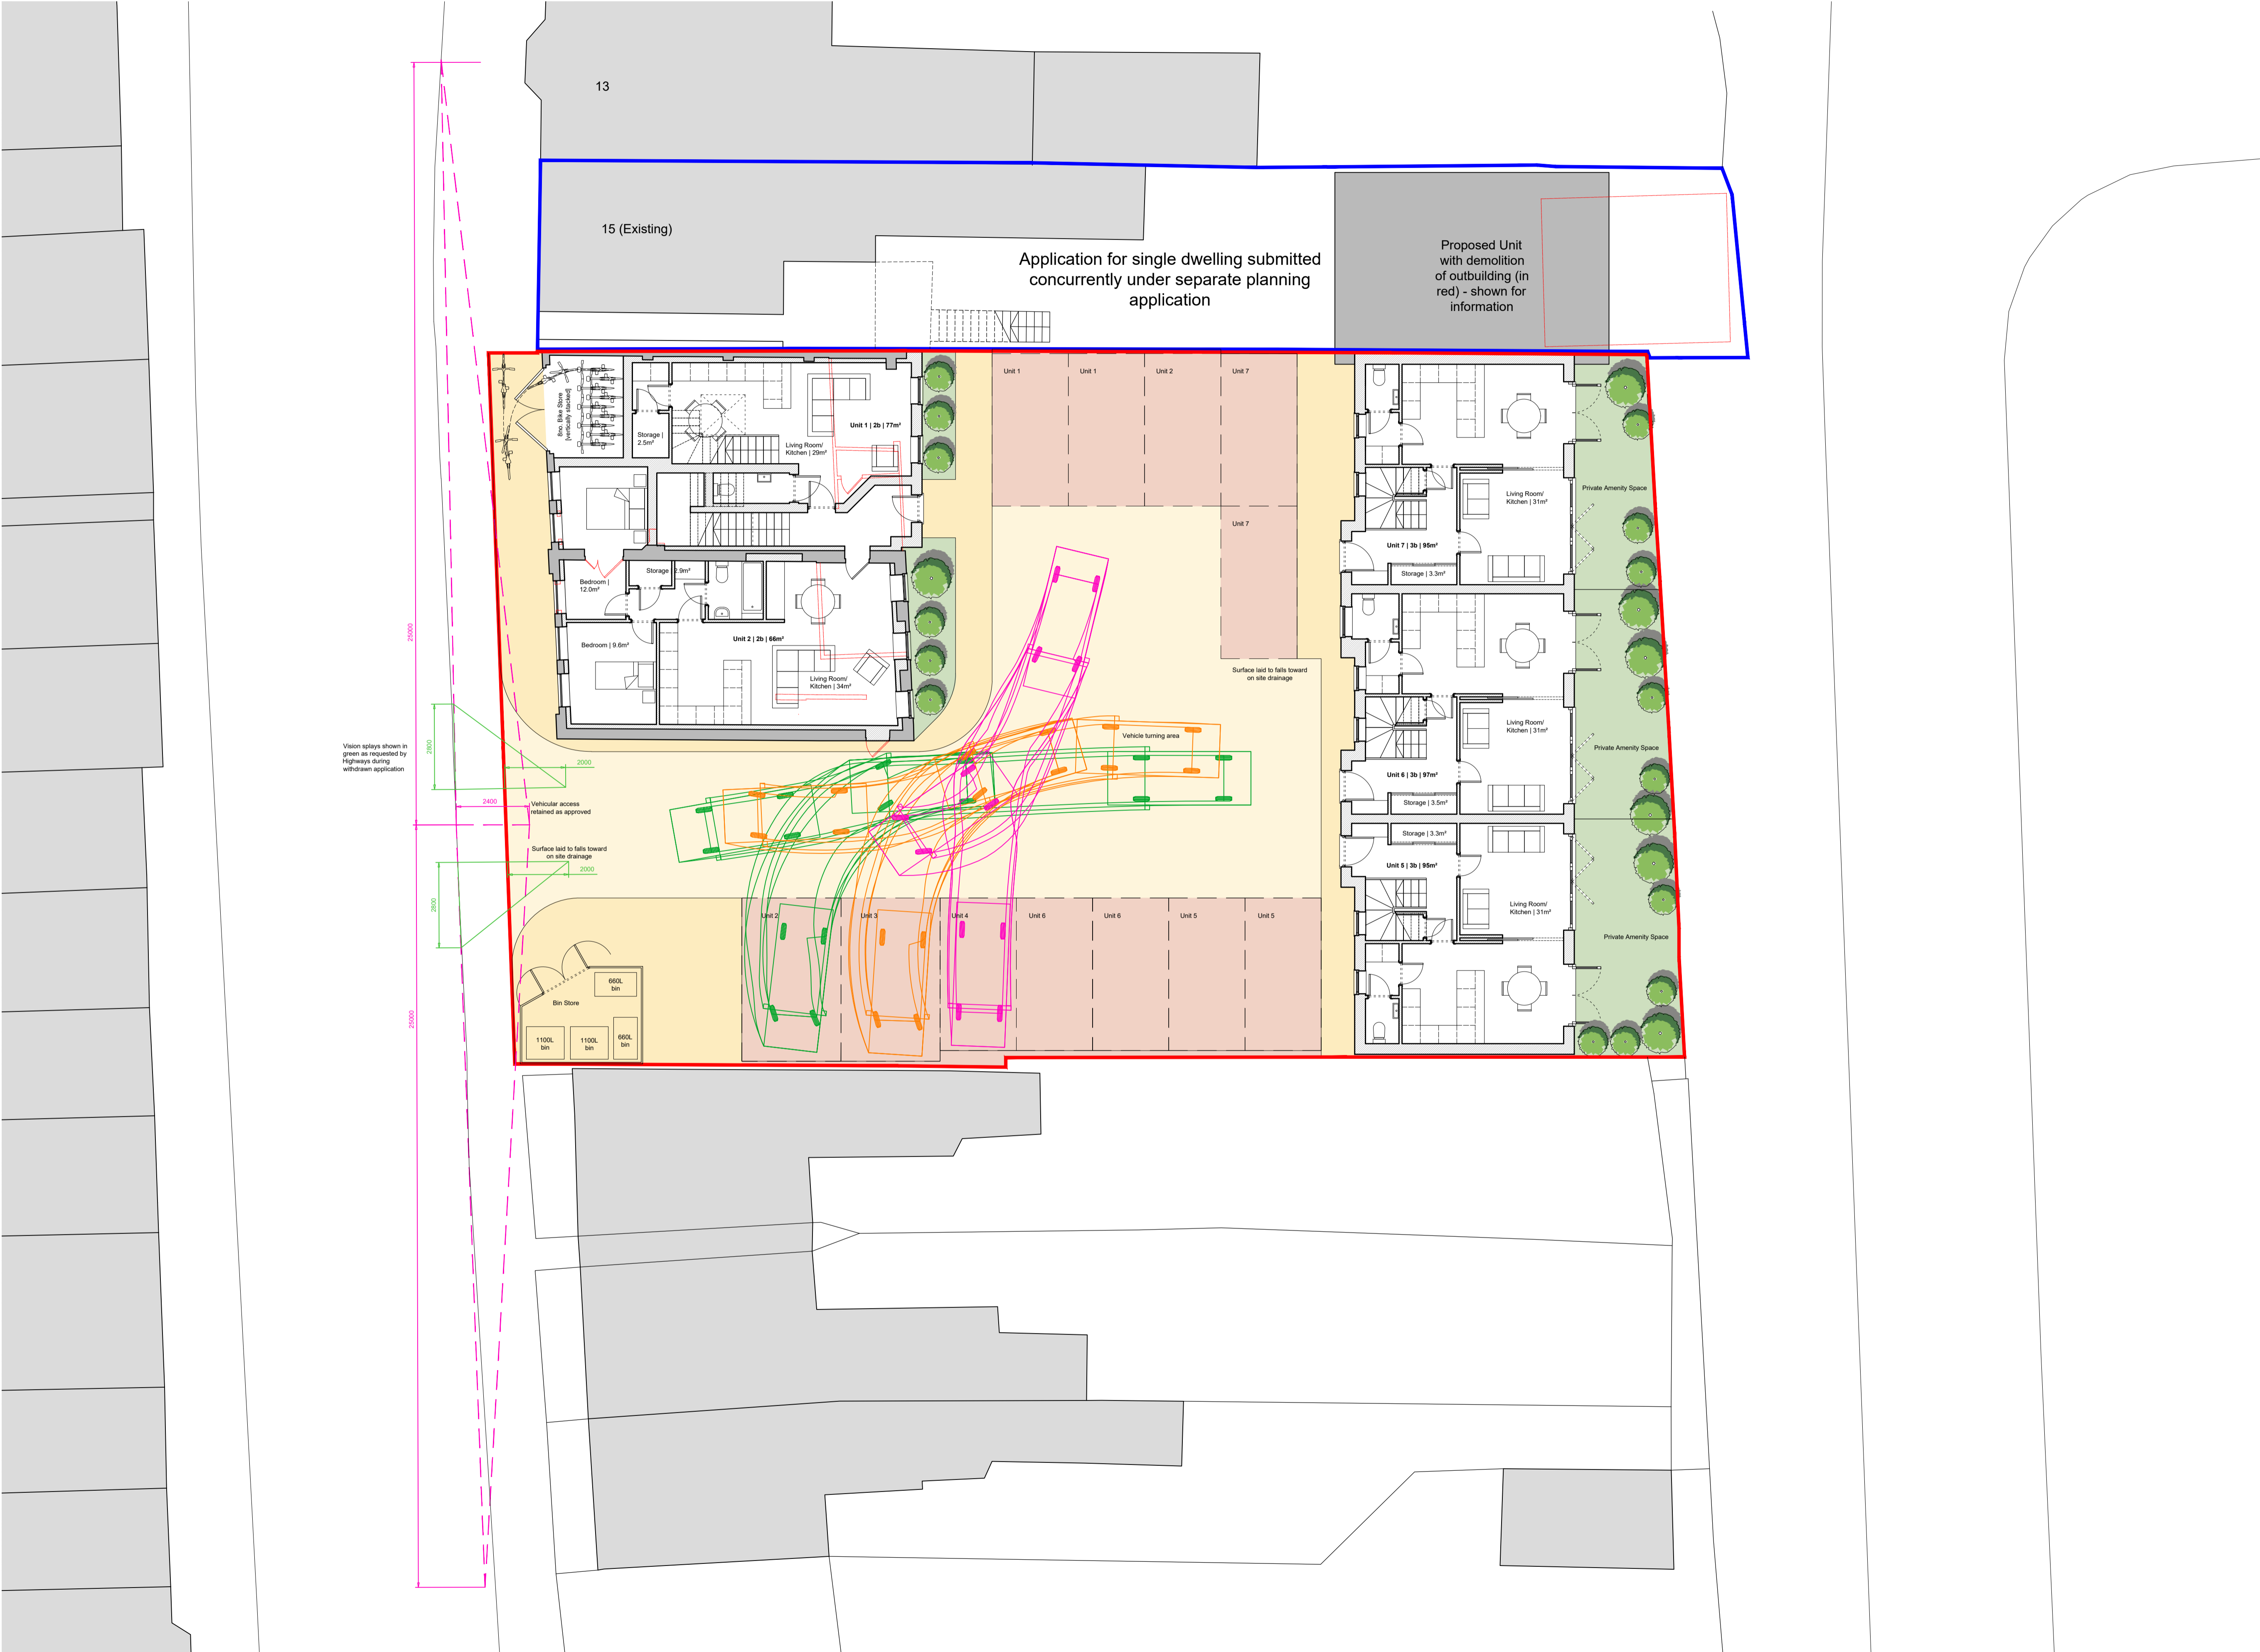 13
15 (Existing)
Application for single dwelling submitted
concurrently under separate planning
application
Proposed Unit
with demolition
of outbuilding (in
red) - shown for
information
8no. Bike Store
[vertically stacked]
Storage |
2.5m²
Living Room/
Kitchen | 29m²
Unit 1 | 2b | 77m²
Unit 1
Unit 1
Unit 2
Unit 7
Unit 7
Living Room/
Kitchen | 31m²
Private Amenity Space
Unit 7 | 3b | 95m²
Storage | 3.3m²
Bedroom |
12.0m²
Storage | 2.9m²
Bedroom | 9.6m²
Unit 2 | 2b | 66m²
Living Room/
Kitchen | 34m²
25000
Surface laid to falls toward
on site drainage
Living Room/
Kitchen | 31m²
Private Amenity Space
Unit 6 | 3b | 97m²
Storage | 3.5m²
Vision splays shown in
green as requested by
Highways during
withdrawn application
2800
2000
2400
Vehicular access
retained as approved
Vehicle turning area
Surface laid to falls toward
on site drainage
2000
2800
Storage | 3.3m²
Unit 5 | 3b | 95m²
Living Room/
Kitchen | 31m²
Private Amenity Space
Unit 2
Unit 3
Unit 4
Unit 6
Unit 6
Unit 5
Unit 5
25000
Bin Store
660L
bin
1100L
bin
1100L
bin
660L
bin